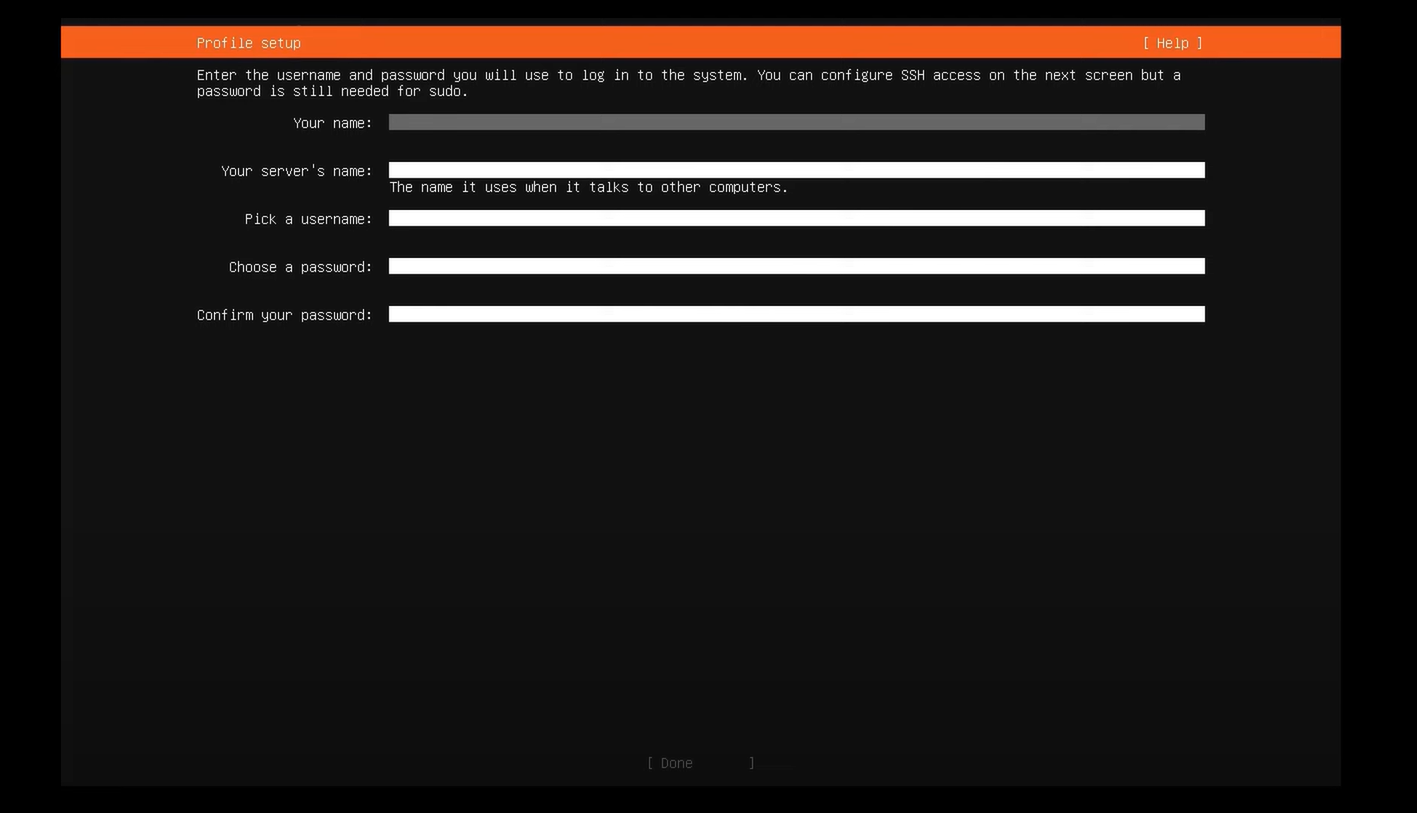 Profile setup [ Help ]
Enter the username and password you will use to log in to the system. You can configure SSH access on the next screen but a
password is still needed for sudo.
Your name:
Your server's name:
The name it uses when it talks to other computers.
Pick a username:
Choose a password:
Confirm your password:
[ Done ]